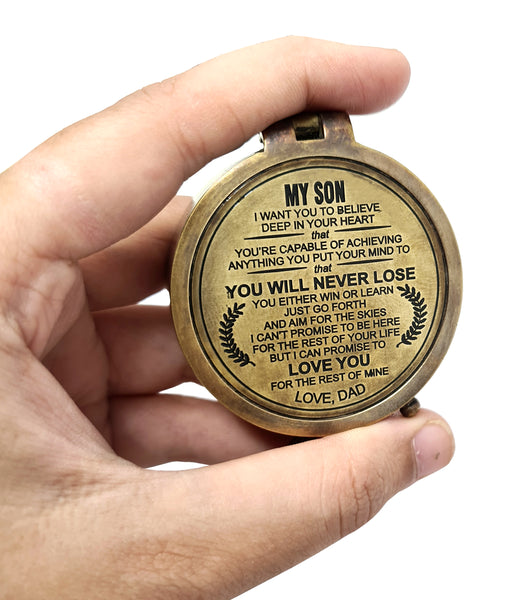 MY SON
I WANT YOU TO BELIEVE
DEEP IN YOUR HEART
that
YOU'RE CAPABLE OF ACHIEVING
ANYTHING YOU PUT YOUR MIND TO
that
YOU WILL NEVER LOSE
YOU EITHER WIN OR LEARN
JUST GO FORTH
AND AIM FOR THE SKIES
I CAN'T PROMISE TO BE HERE
FOR THE REST OF YOUR LIFE
BUT I CAN PROMISE TO
LOVE YOU
FOR THE REST OF MINE
LOVE, DAD